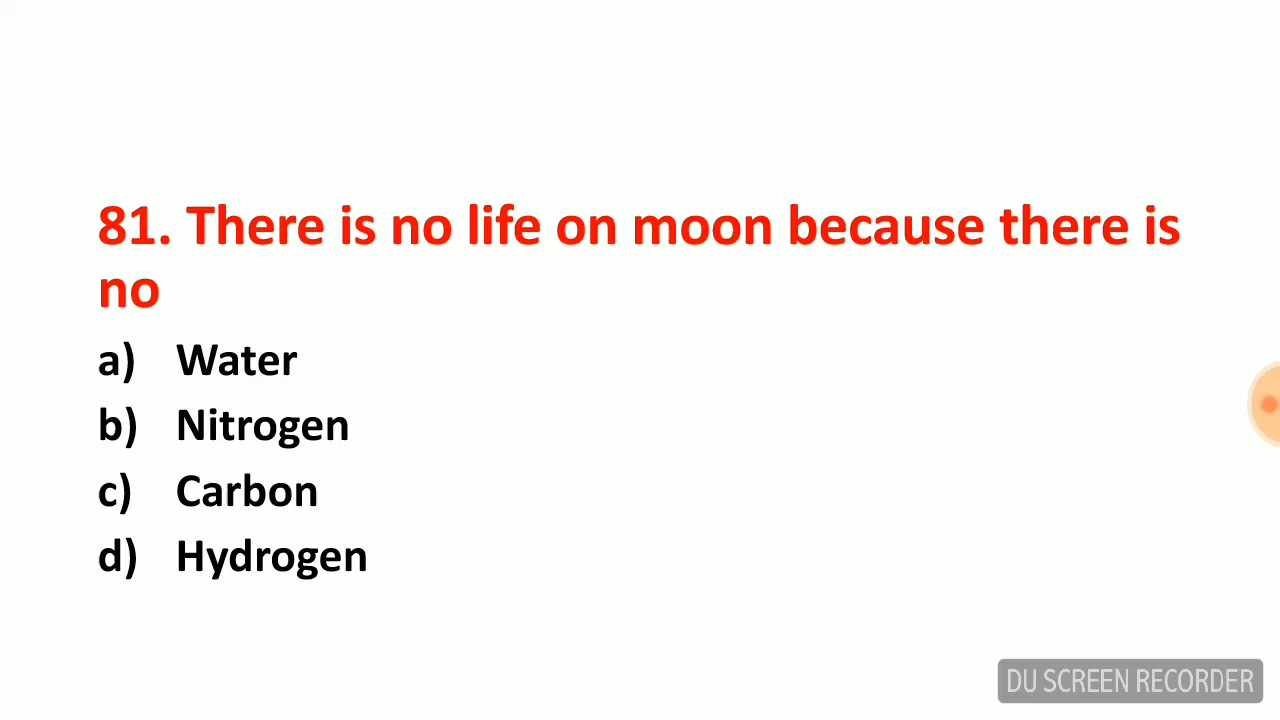 81. There is no life on moon because there is
no
a) Water
b) Nitrogen
c) Carbon
d) Hydrogen
DU SCREEN RECORDER